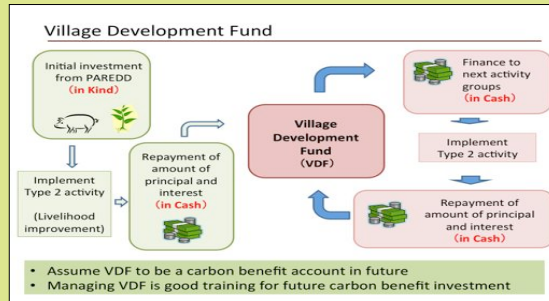 Village Development Fund
Initial investment
from PAREDD
(in Kind)
Implement
Type 2 activity
(Livelihood
improvement)
Repayment of
amount of
principal and
interest
(in Cash)
Village
Development
Fund
(VDF)
Finance to
next activity
groups
(in Cash)
Implement
Type 2 activity
Repayment of
amount of principal
and interest
(in Cash)
• Assume VDF to be a carbon benefit account in future
• Managing VDF is good training for future carbon benefit investment